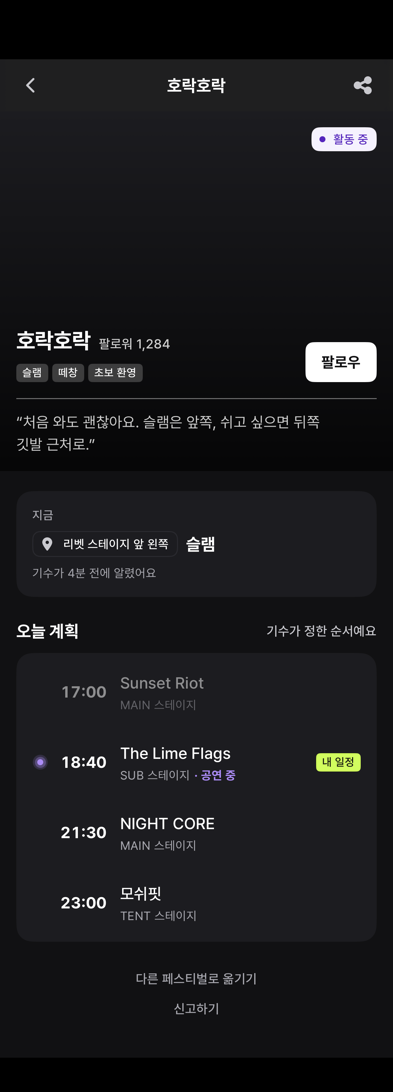 호락호락
활동 중
호락호락 팔로워 1,284
슬램 떼창 초보 환영
팔로우
“처음 와도 괜찮아요. 슬램은 앞쪽, 쉬고 싶으면 뒤쪽
깃발 근처로.”
지금
리벳 스테이지 앞 왼쪽 슬램
기수가 4분 전에 알렸어요
오늘 계획 기수가 정한 순서예요
17:00 Sunset Riot
MAIN 스테이지
18:40 The Lime Flags
SUB 스테이지 · 공연 중
내 일정
21:30 NIGHT CORE
MAIN 스테이지
23:00 모쉬핏
TENT 스테이지
다른 페스티벌로 옮기기
신고하기